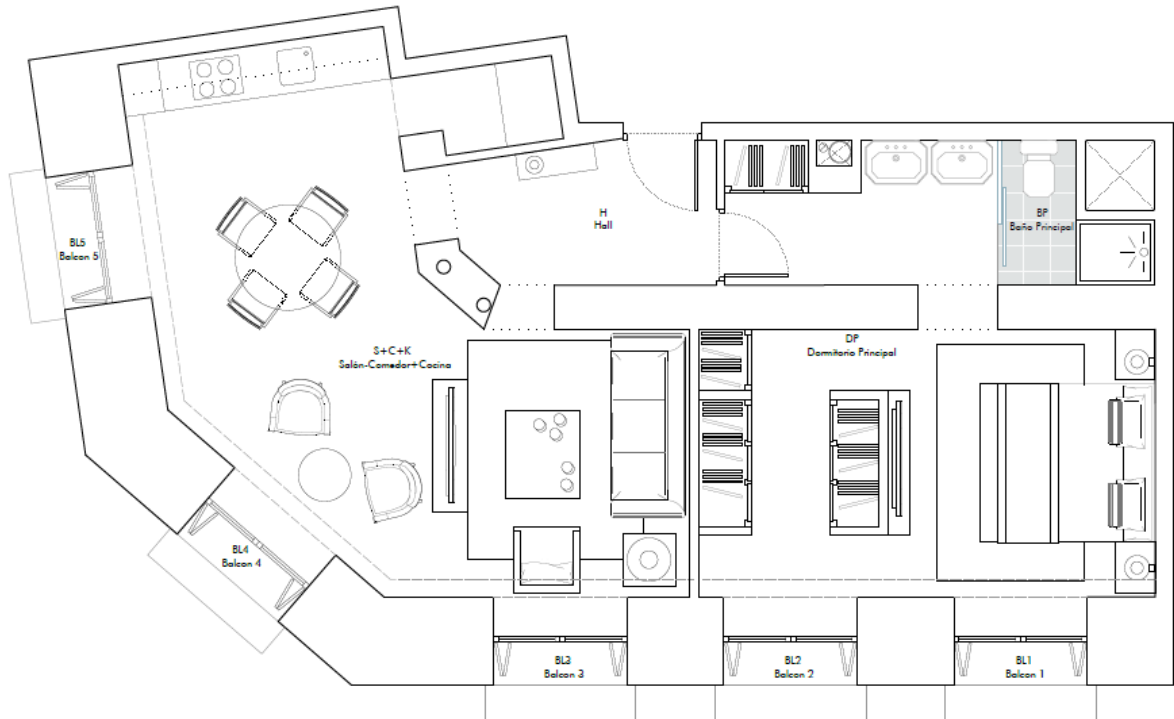 H
Hall
BP
Baño Principal
BL5
Balcon 5
S+C+K
Salón-Comedor+Cocina
DP
Dormitorio Principal
BL4
Balcon 4
BL3
Balcon 3
BL2
Balcon 2
BL1
Balcon 1